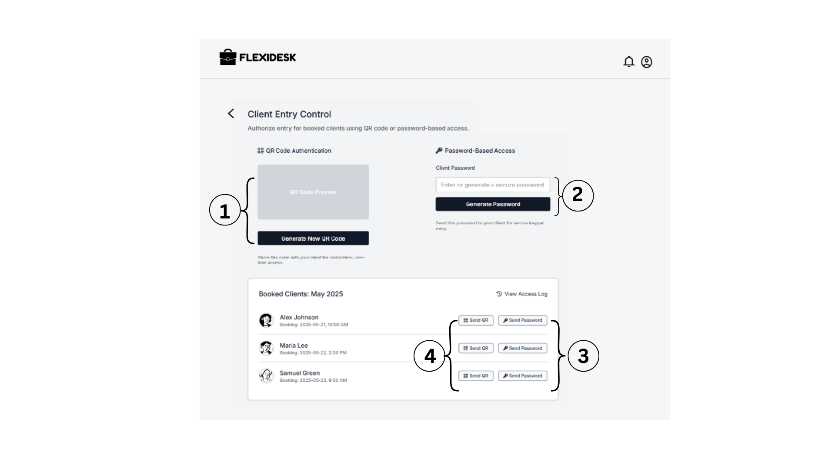 FLEXIDESK
Client Entry Control
Authorize entry for booked clients using QR code or password-based access.
QR Code Authentication
QR Code Preview
Generate New QR Code
Share this code with your client for contactless, one-
time access.
Password-Based Access
Client Password
Enter or generate a secure password
Generate Password
Send this password to your client for secure keypad
entry.
1
2
Booked Clients: May 2025
View Access Log
Alex Johnson
Booking: 2025-05-21, 10:00 AM
Send QR
Send Password
Maria Lee
Booking: 2025-05-22, 2:30 PM
Send QR
Send Password
Samuel Green
Booking: 2025-05-23, 9:00 AM
Send QR
Send Password
4
3